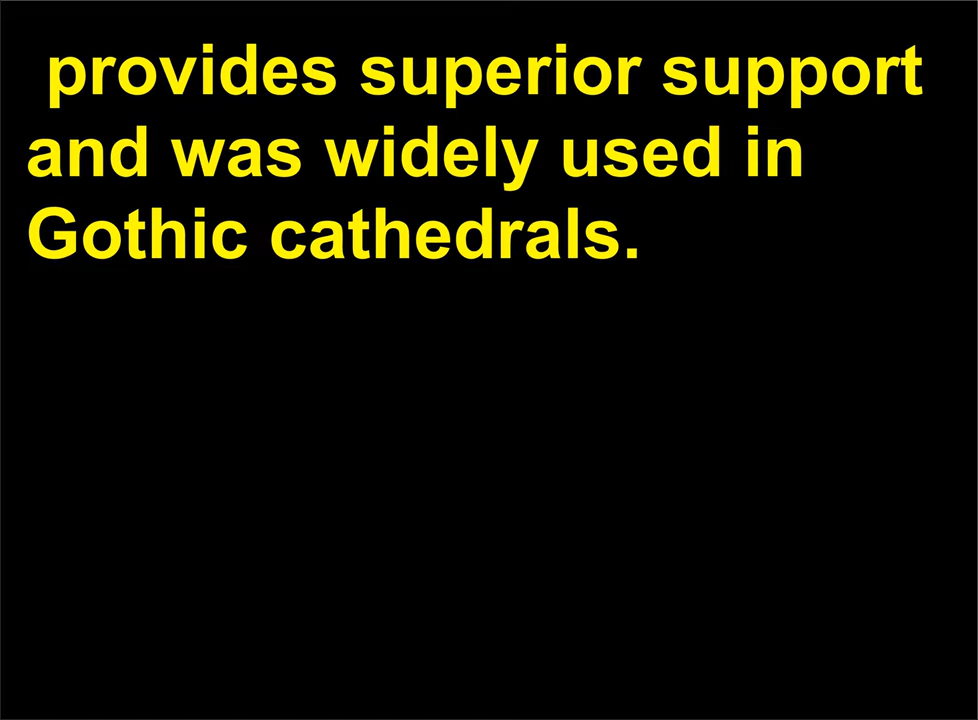 provides superior support
and was widely used in
Gothic cathedrals.